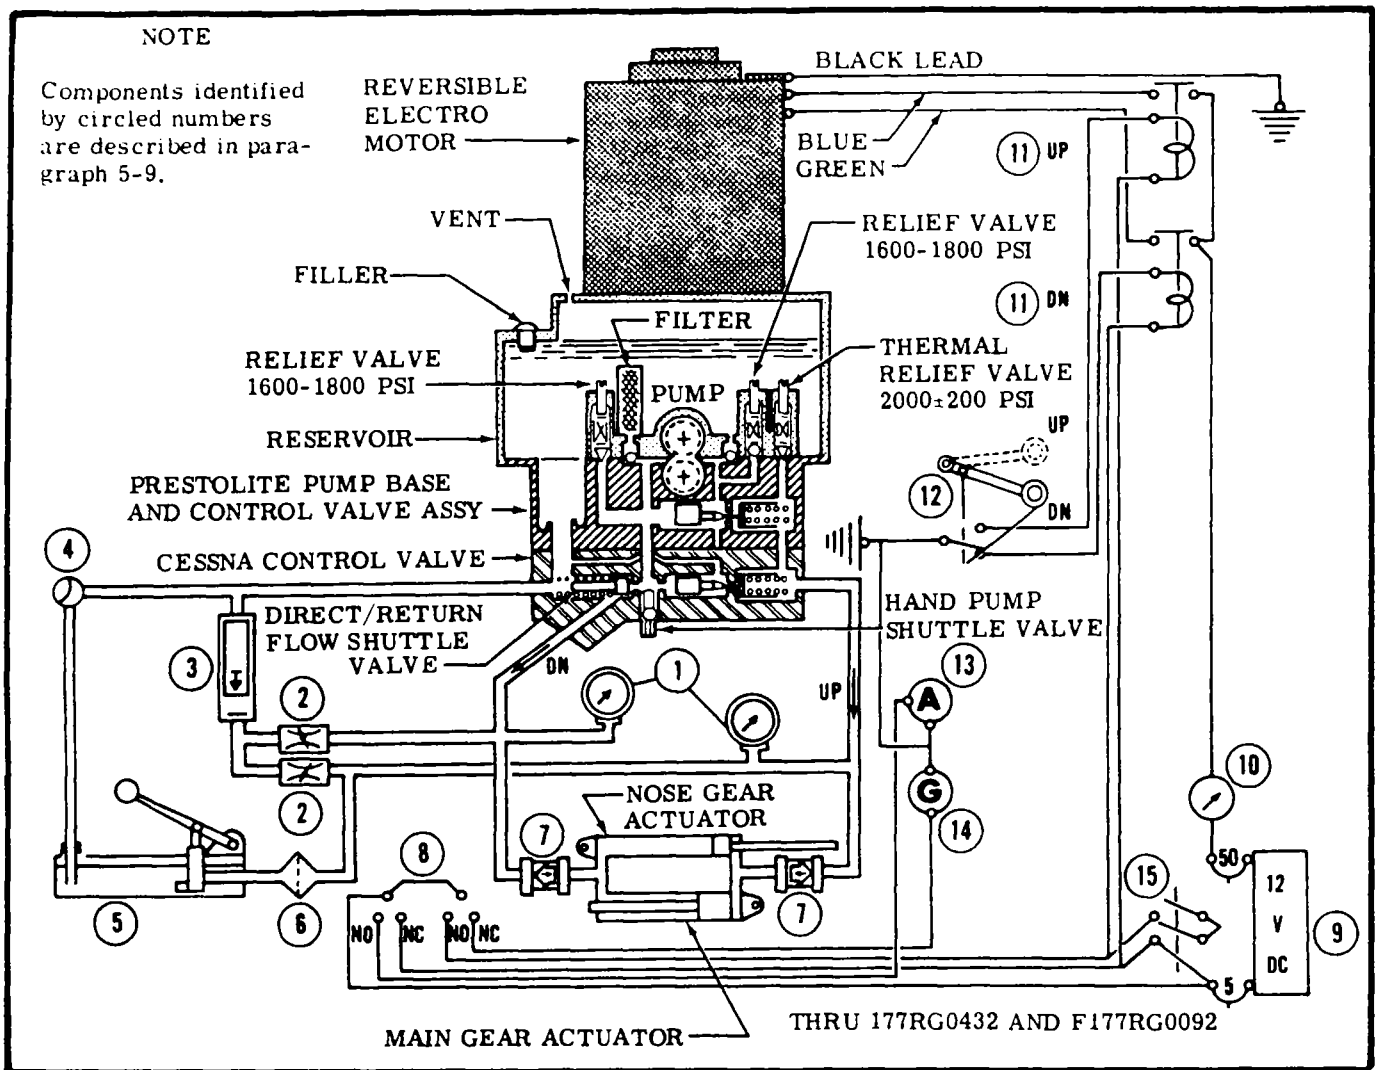 NOTE
Components identified
by circled numbers
are described in para-
graph 5-9.
REVERSIBLE
ELECTRO
MOTOR
BLACK LEAD
BLUE
GREEN
11 UP
VENT
RELIEF VALVE
1600-1800 PSI
FILLER
11 DN
FILTER
RELIEF VALVE
1600-1800 PSI
THERMAL
RELIEF VALVE
2000±200 PSI
PUMP
RESERVOIR
UP
12
DN
PRESTOLITE PUMP BASE
AND CONTROL VALVE ASSY
4
CESSNA CONTROL VALVE
DIRECT/RETURN
FLOW SHUTTLE
VALVE
HAND PUMP
SHUTTLE VALVE
DN
3
1
UP
13
A
2
2
10
G
14
NOSE GEAR
ACTUATOR
7
7
8
50
12
V
DC
15
9
5
6
NO
NC
NO
NC
5
MAIN GEAR ACTUATOR
THRU 177RG0432 AND F177RG0092